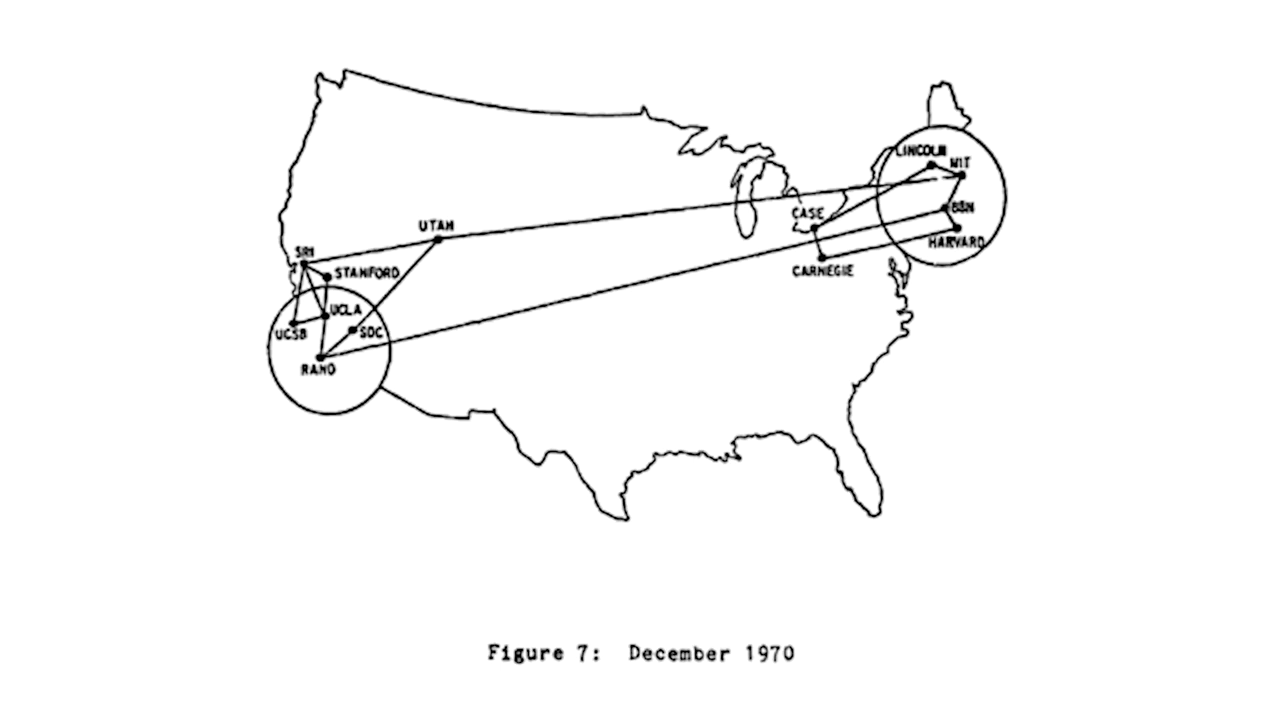 LINCOLN
MIT
BBN
HARVARD
CASE
CARNEGIE
UTAH
SRI
STANFORD
UCLA
UCSB
SDC
RAND
Figure 7: December 1970